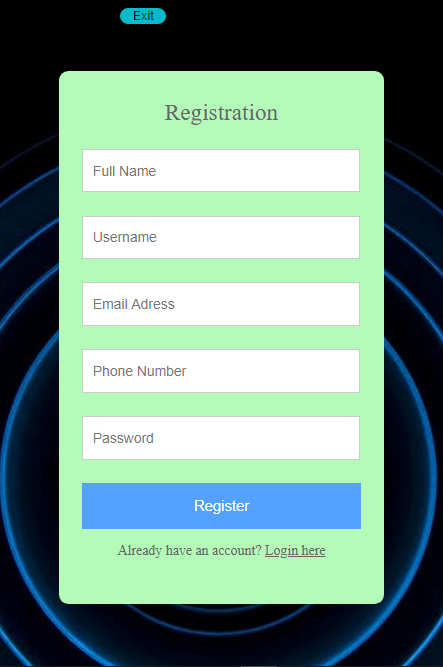 Exit
Registration
Full Name
Username
Email Adress
Phone Number
Password
Register
Already have an account? Login here